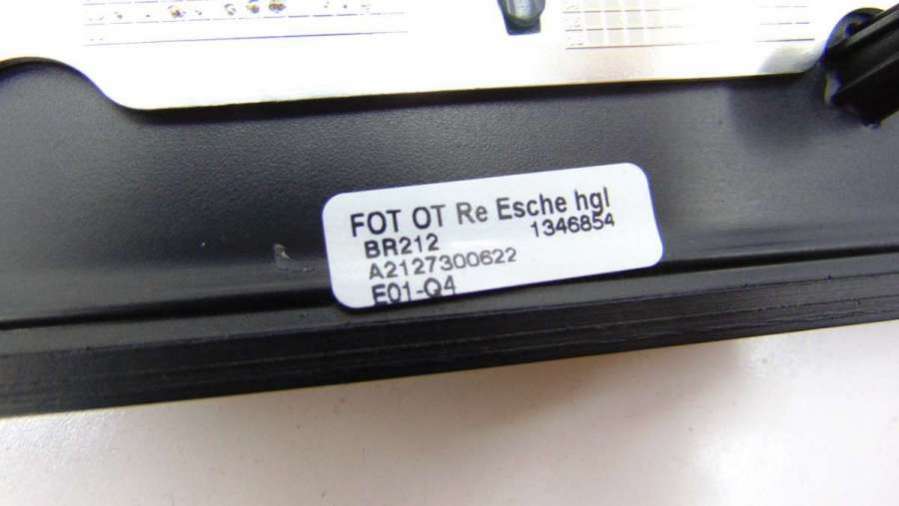 FOT OT Re Esche hgl
BR212 1346854
A2127300622
E01-Q4